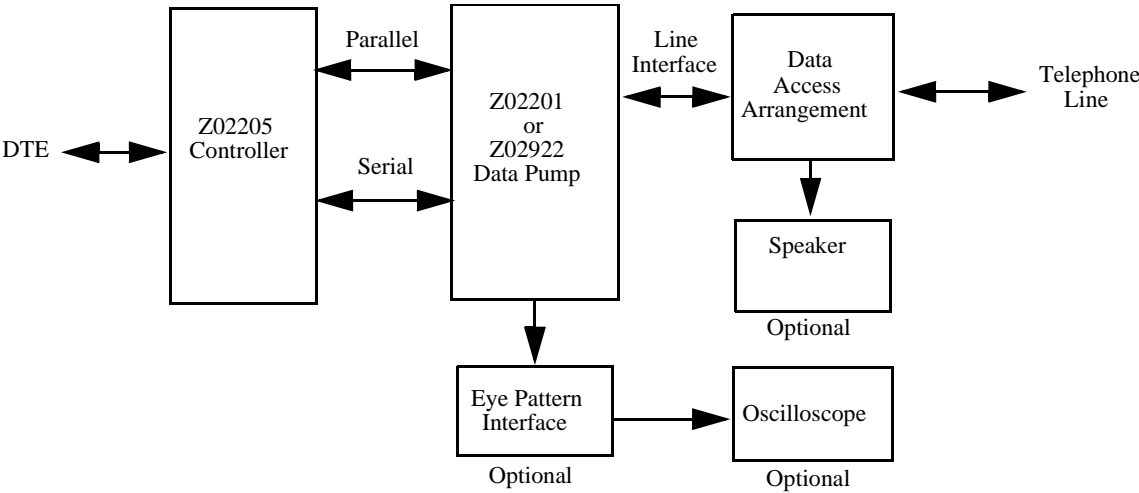 DTE
Z02205
Controller
Parallel
Serial
Z02201
or
Z02922
Data Pump
Line
Interface
Data
Access
Arrangement
Telephone
Line
Speaker
Optional
Eye Pattern
Interface
Optional
Oscilloscope
Optional